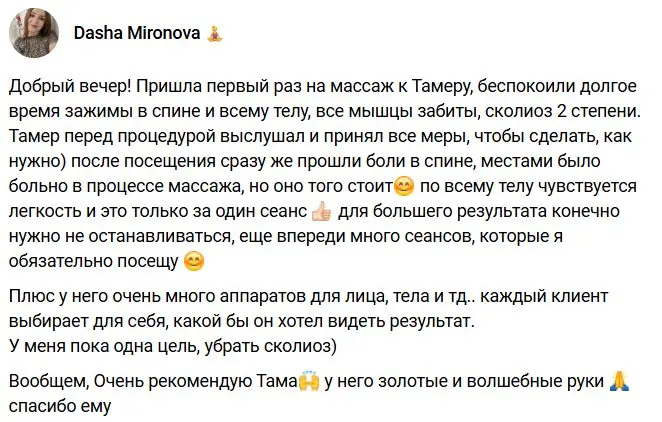 Dasha Mironova 🧘
Добрый вечер! Пришла первый раз на массаж к Тамеру, беспокоили долгое
время зажимы в спине и всему телу, все мышцы забиты, сколиоз 2 степени.
Тамер перед процедурой выслушал и принял все меры, чтобы сделать, как
нужно) после посещения сразу же прошли боли в спине, местами было
больно в процессе массажа, но оно того стоит😊 по всему телу чувствуется
легкость и это только за один сеанс 👍🏻 для большего результата конечно
нужно не останавливаться, еще впереди много сеансов, которые я
обязательно посещу 😊
Плюс у него очень много аппаратов для лица, тела и тд.. каждый клиент
выбирает для себя, какой бы он хотел видеть результат.
У меня пока одна цель, убрать сколиоз)
Вообщем, Очень рекомендую Тама🙌 у него золотые и волшебные руки 🙏
спасибо ему